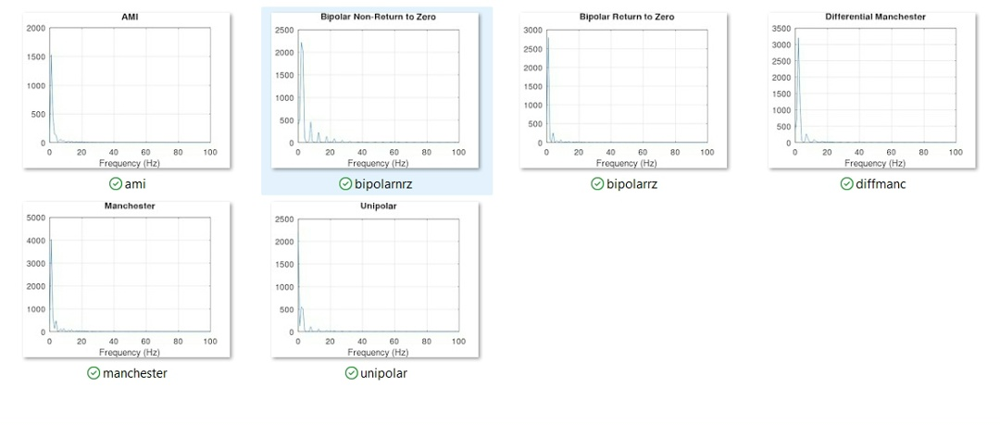 AMI
2000
1500
1000
500
0
0 20 40 60 80 100
Frequency (Hz)
ami
Bipolar Non-Return to Zero
2500
2000
1500
1000
500
0
0 20 40 60 80 100
Frequency (Hz)
bipolarnrz
Bipolar Return to Zero
3000
2500
2000
1500
1000
500
0
0 20 40 60 80 100
Frequency (Hz)
bipolarrz
Differential Manchester
3500
3000
2500
2000
1500
1000
500
0
0 20 40 60 80 100
Frequency (Hz)
diffmanc
Manchester
5000
4000
3000
2000
1000
0
0 20 40 60 80 100
Frequency (Hz)
manchester
Unipolar
2500
2000
1500
1000
500
0
0 20 40 60 80 100
Frequency (Hz)
unipolar